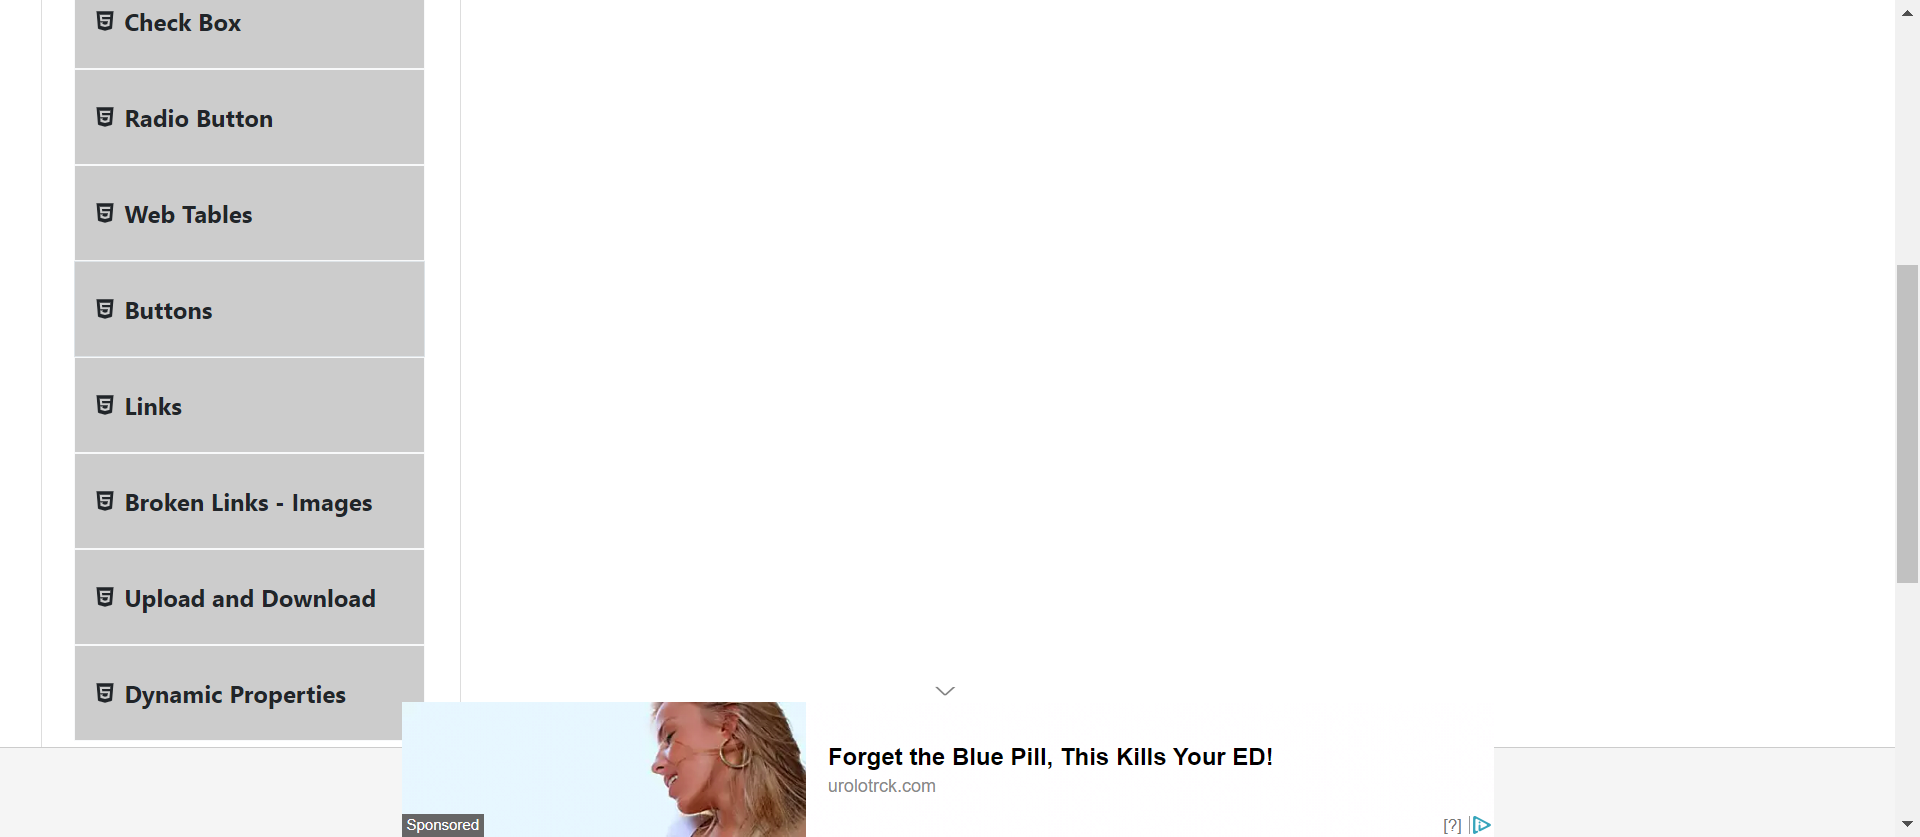 Check Box
Radio Button
Web Tables
Buttons
Links
Broken Links - Images
Upload and Download
Dynamic Properties
Forget the Blue Pill, This Kills Your ED!
urolotrck.com
Sponsored
[?]